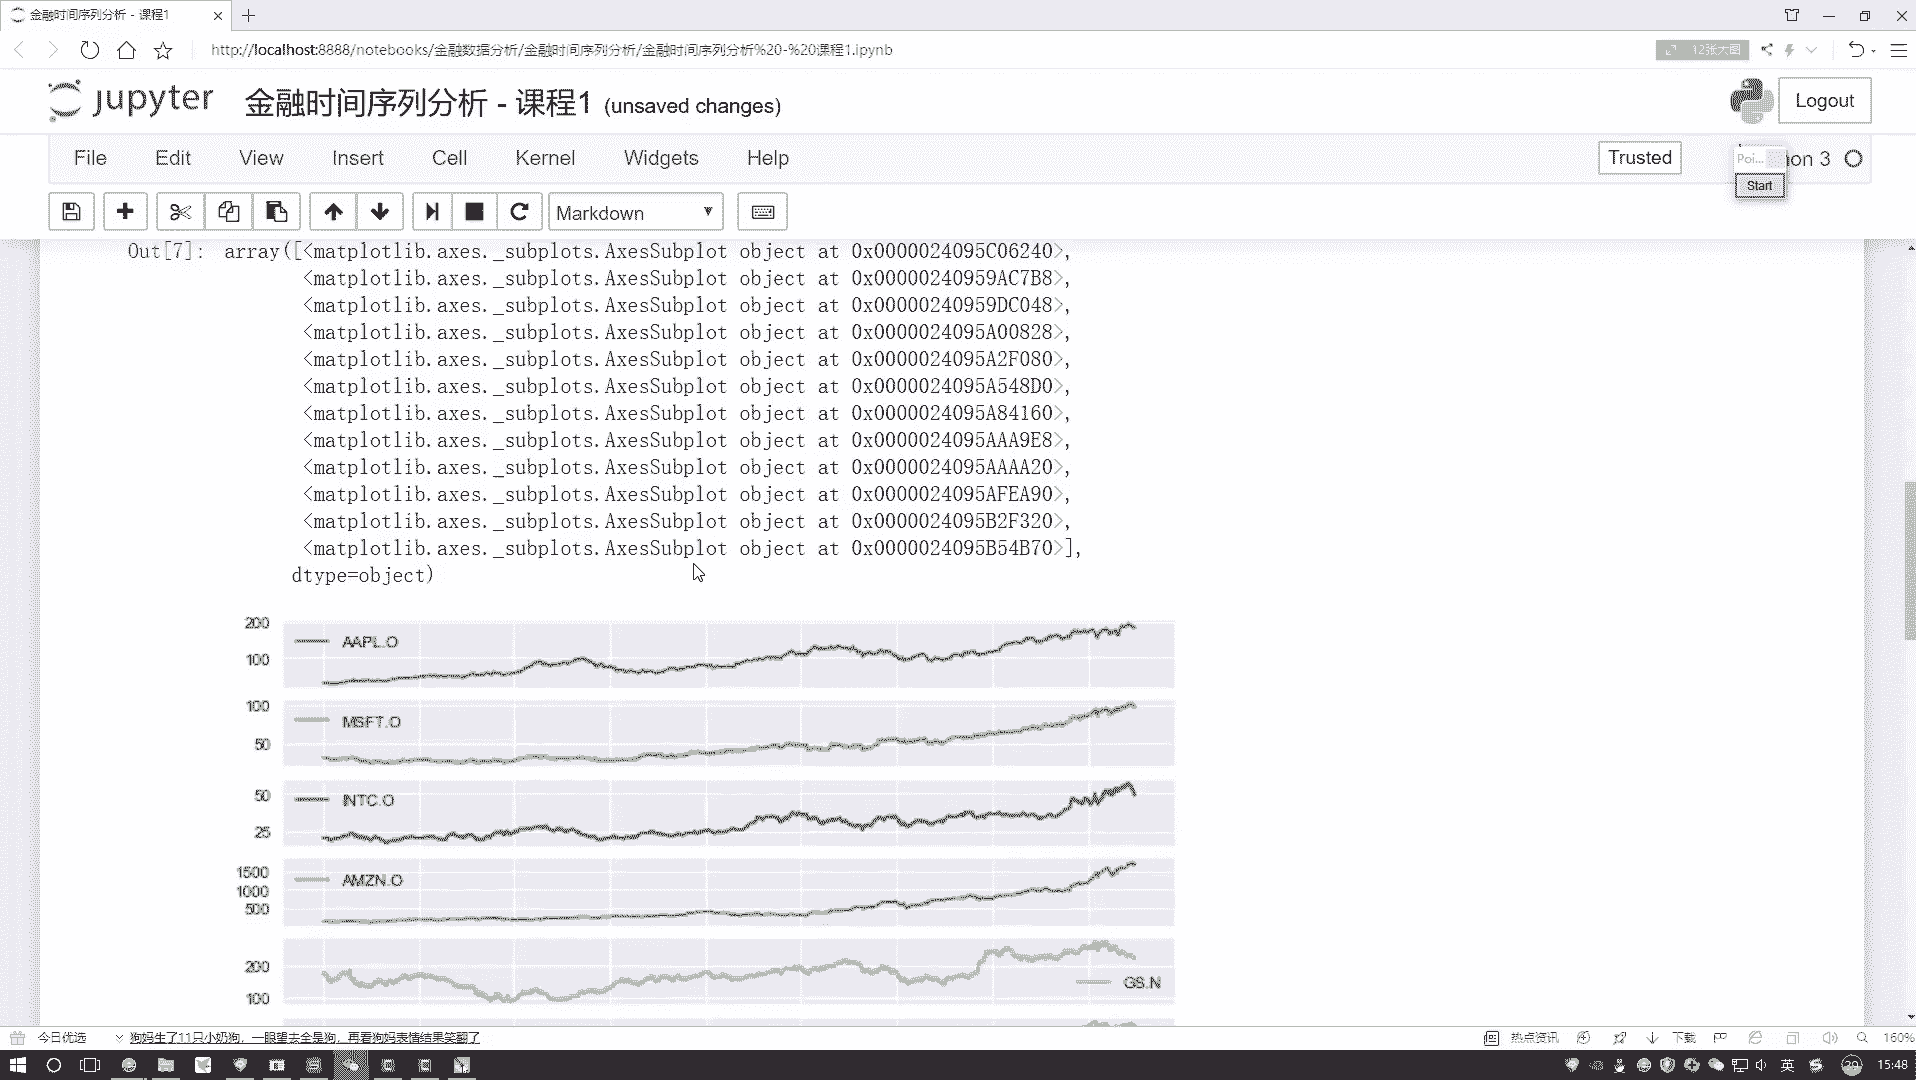 金融时间序列分析 - 课程1
http://localhost:8888/notebooks/金融数据分析/金融时间序列分析/金融时间序列分析%20-%20课程1.ipynb
12张大图
jupyter 金融时间序列分析 - 课程1 (unsaved changes)
Logout
File Edit View Insert Cell Kernel Widgets Help
Trusted
Poi... on 3
Start
Markdown
Out[7]: array([<matplotlib.axes._subplots.AxesSubplot object at 0x0000024095C06240>,
<matplotlib.axes._subplots.AxesSubplot object at 0x00000240959AC7B8>,
<matplotlib.axes._subplots.AxesSubplot object at 0x00000240959DC048>,
<matplotlib.axes._subplots.AxesSubplot object at 0x0000024095A00828>,
<matplotlib.axes._subplots.AxesSubplot object at 0x0000024095A2F080>,
<matplotlib.axes._subplots.AxesSubplot object at 0x0000024095A548D0>,
<matplotlib.axes._subplots.AxesSubplot object at 0x0000024095A84160>,
<matplotlib.axes._subplots.AxesSubplot object at 0x0000024095AAA9E8>,
<matplotlib.axes._subplots.AxesSubplot object at 0x0000024095AAAA20>,
<matplotlib.axes._subplots.AxesSubplot object at 0x0000024095AFEA90>,
<matplotlib.axes._subplots.AxesSubplot object at 0x0000024095B2F320>,
<matplotlib.axes._subplots.AxesSubplot object at 0x0000024095B54B70>],
dtype=object)
200
AAPL.O
100
100
MSFT.O
50
50
INTC.O
25
1500
AMZN.O
1000
500
200
GS.N
100
今日优选
狗妈生了11只小奶狗，一眼望去全是狗，再看狗妈表情结果笑翻了
热点资讯
下载
160%
英
29
15:48